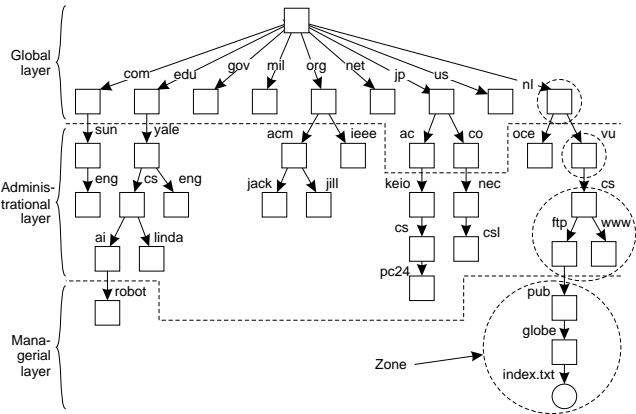 Global
layer
com edu gov mil org net jp us nl
sun yale acm ieee ac co oce vu
Adminis-
trational
layer
eng cs eng jack jill keio nec cs
ai linda cs csl ftp www
pc24
robot pub
Mana-
gerial
layer
globe
Zone index.txt